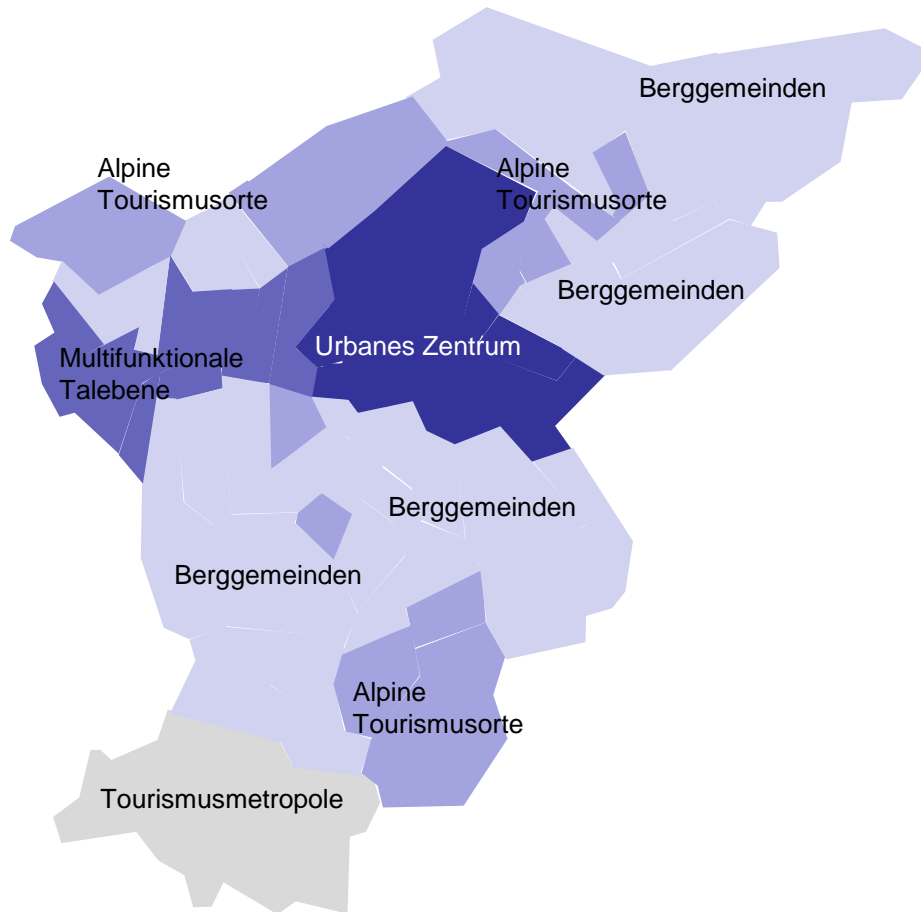 Berggemeinden
Alpine
Tourismusorte
Alpine
Tourismusorte
Berggemeinden
Urbanes Zentrum
Multifunktionale
Talebene
Berggemeinden
Berggemeinden
Alpine
Tourismusorte
Tourismusmetropole